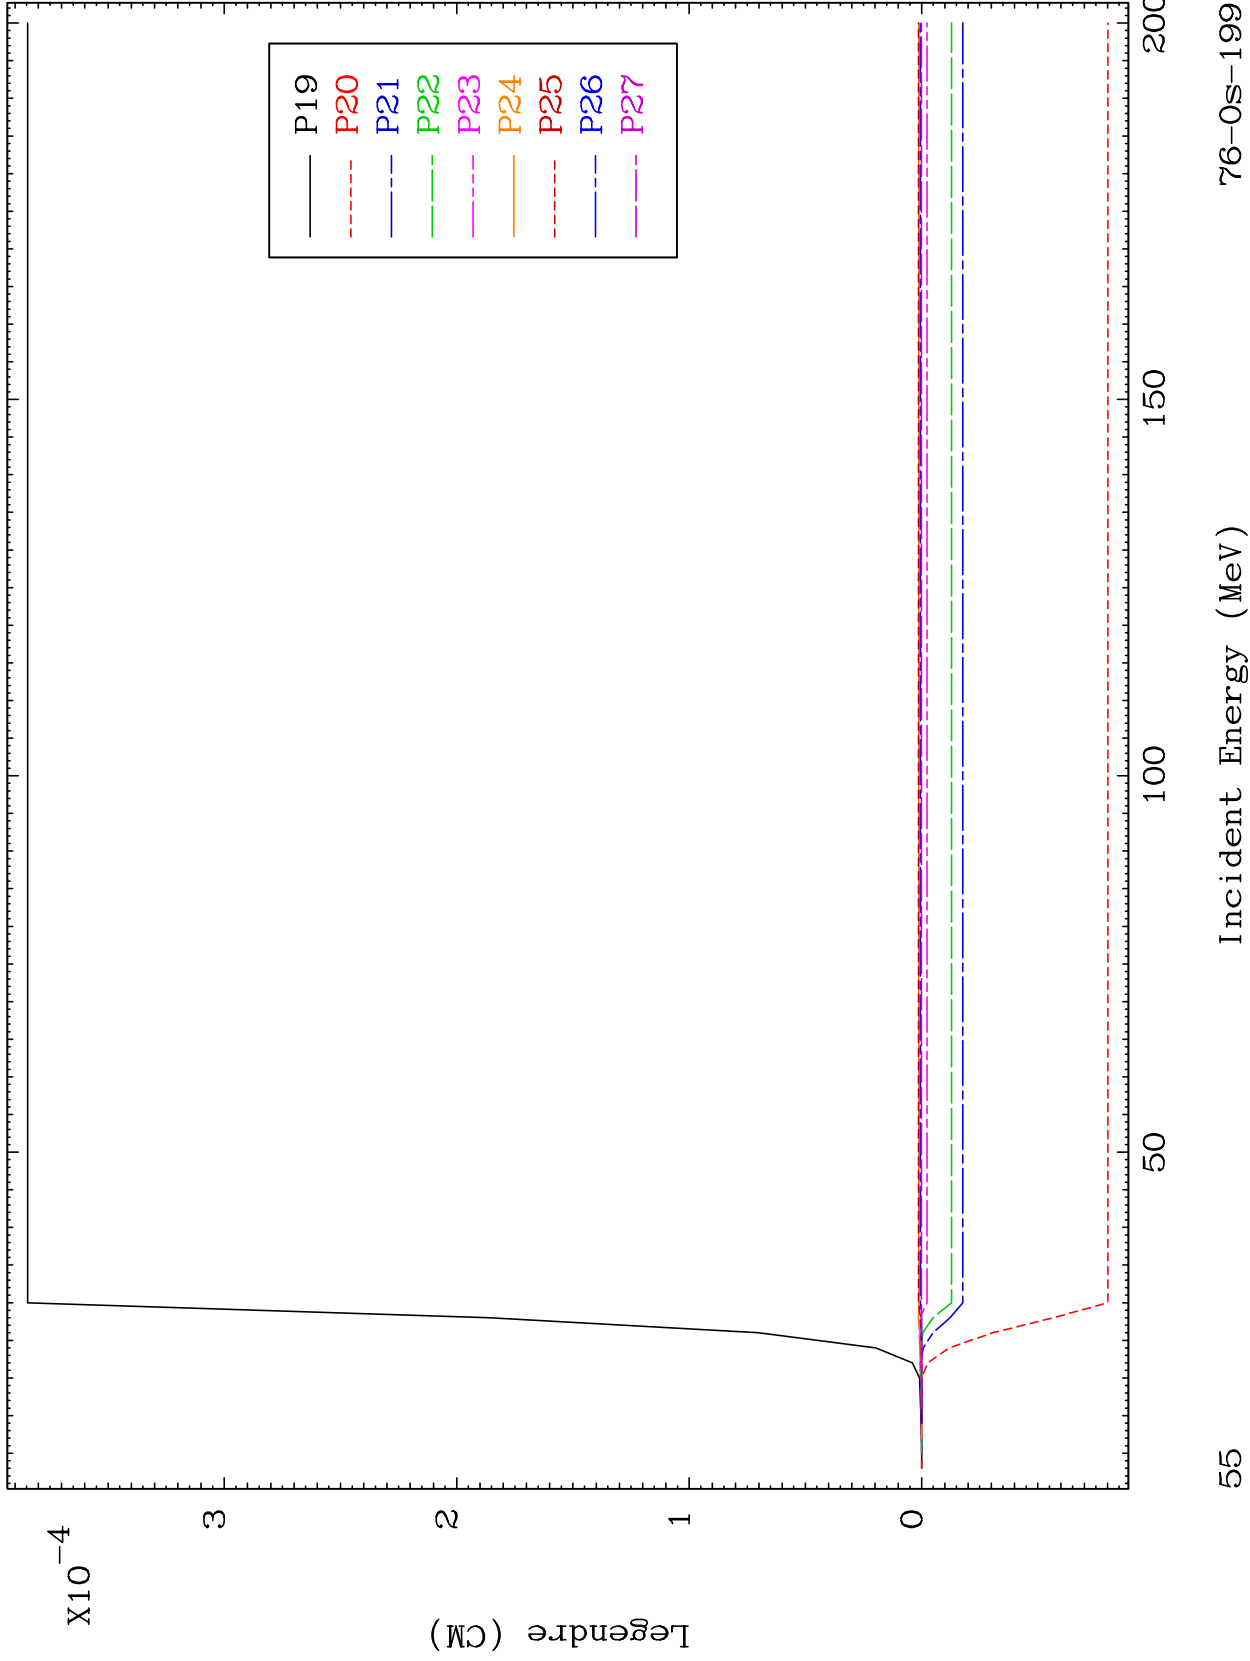 X10-4
3
2
1
0
Legendre (CM)
P19
P20
P21
P22
P23
P24
P25
P26
P27
50
100
150
200
Incident Energy (MeV)
55
76-Os-199